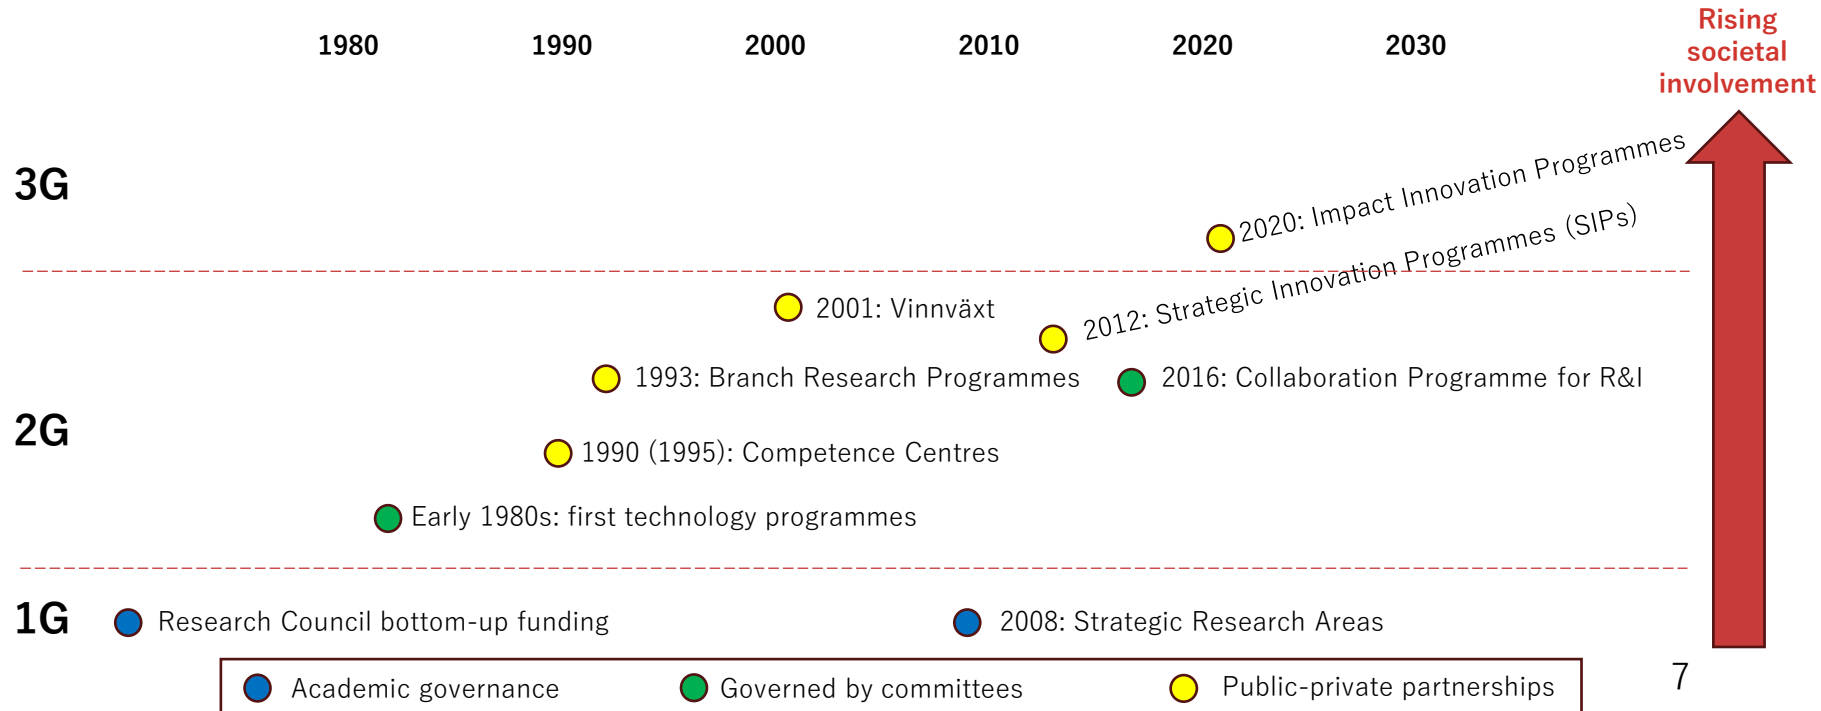 1980 1990 2000 2010 2020 2030
Rising
societal
involvement
3G
2020: Impact Innovation Programmes
2012: Strategic Innovation Programmes (SIPs)
2001: Vinnväxt
1993: Branch Research Programmes
2016: Collaboration Programme for R&I
2G
1990 (1995): Competence Centres
Early 1980s: first technology programmes
1G
Research Council bottom-up funding
2008: Strategic Research Areas
Academic governance
Governed by committees
Public-private partnerships
7